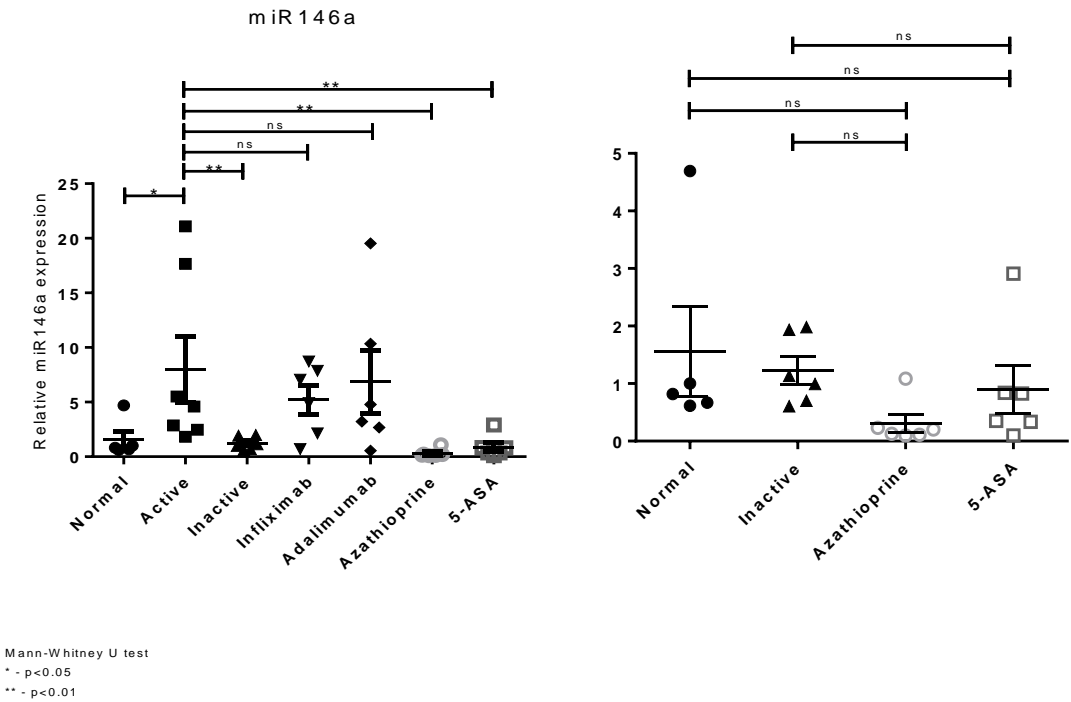 miR146a
ns
ns
ns
ns
**
**
ns
ns
**
*
Relative miR146a expression
25
20
15
10
5
0
Normal
Active
Inactive
Infliximab
Adalimumab
Azathioprine
5-ASA
5
4
3
2
1
0
Normal
Inactive
Azathioprine
5-ASA
Mann-Whitney U test
* - p<0.05
** - p<0.01